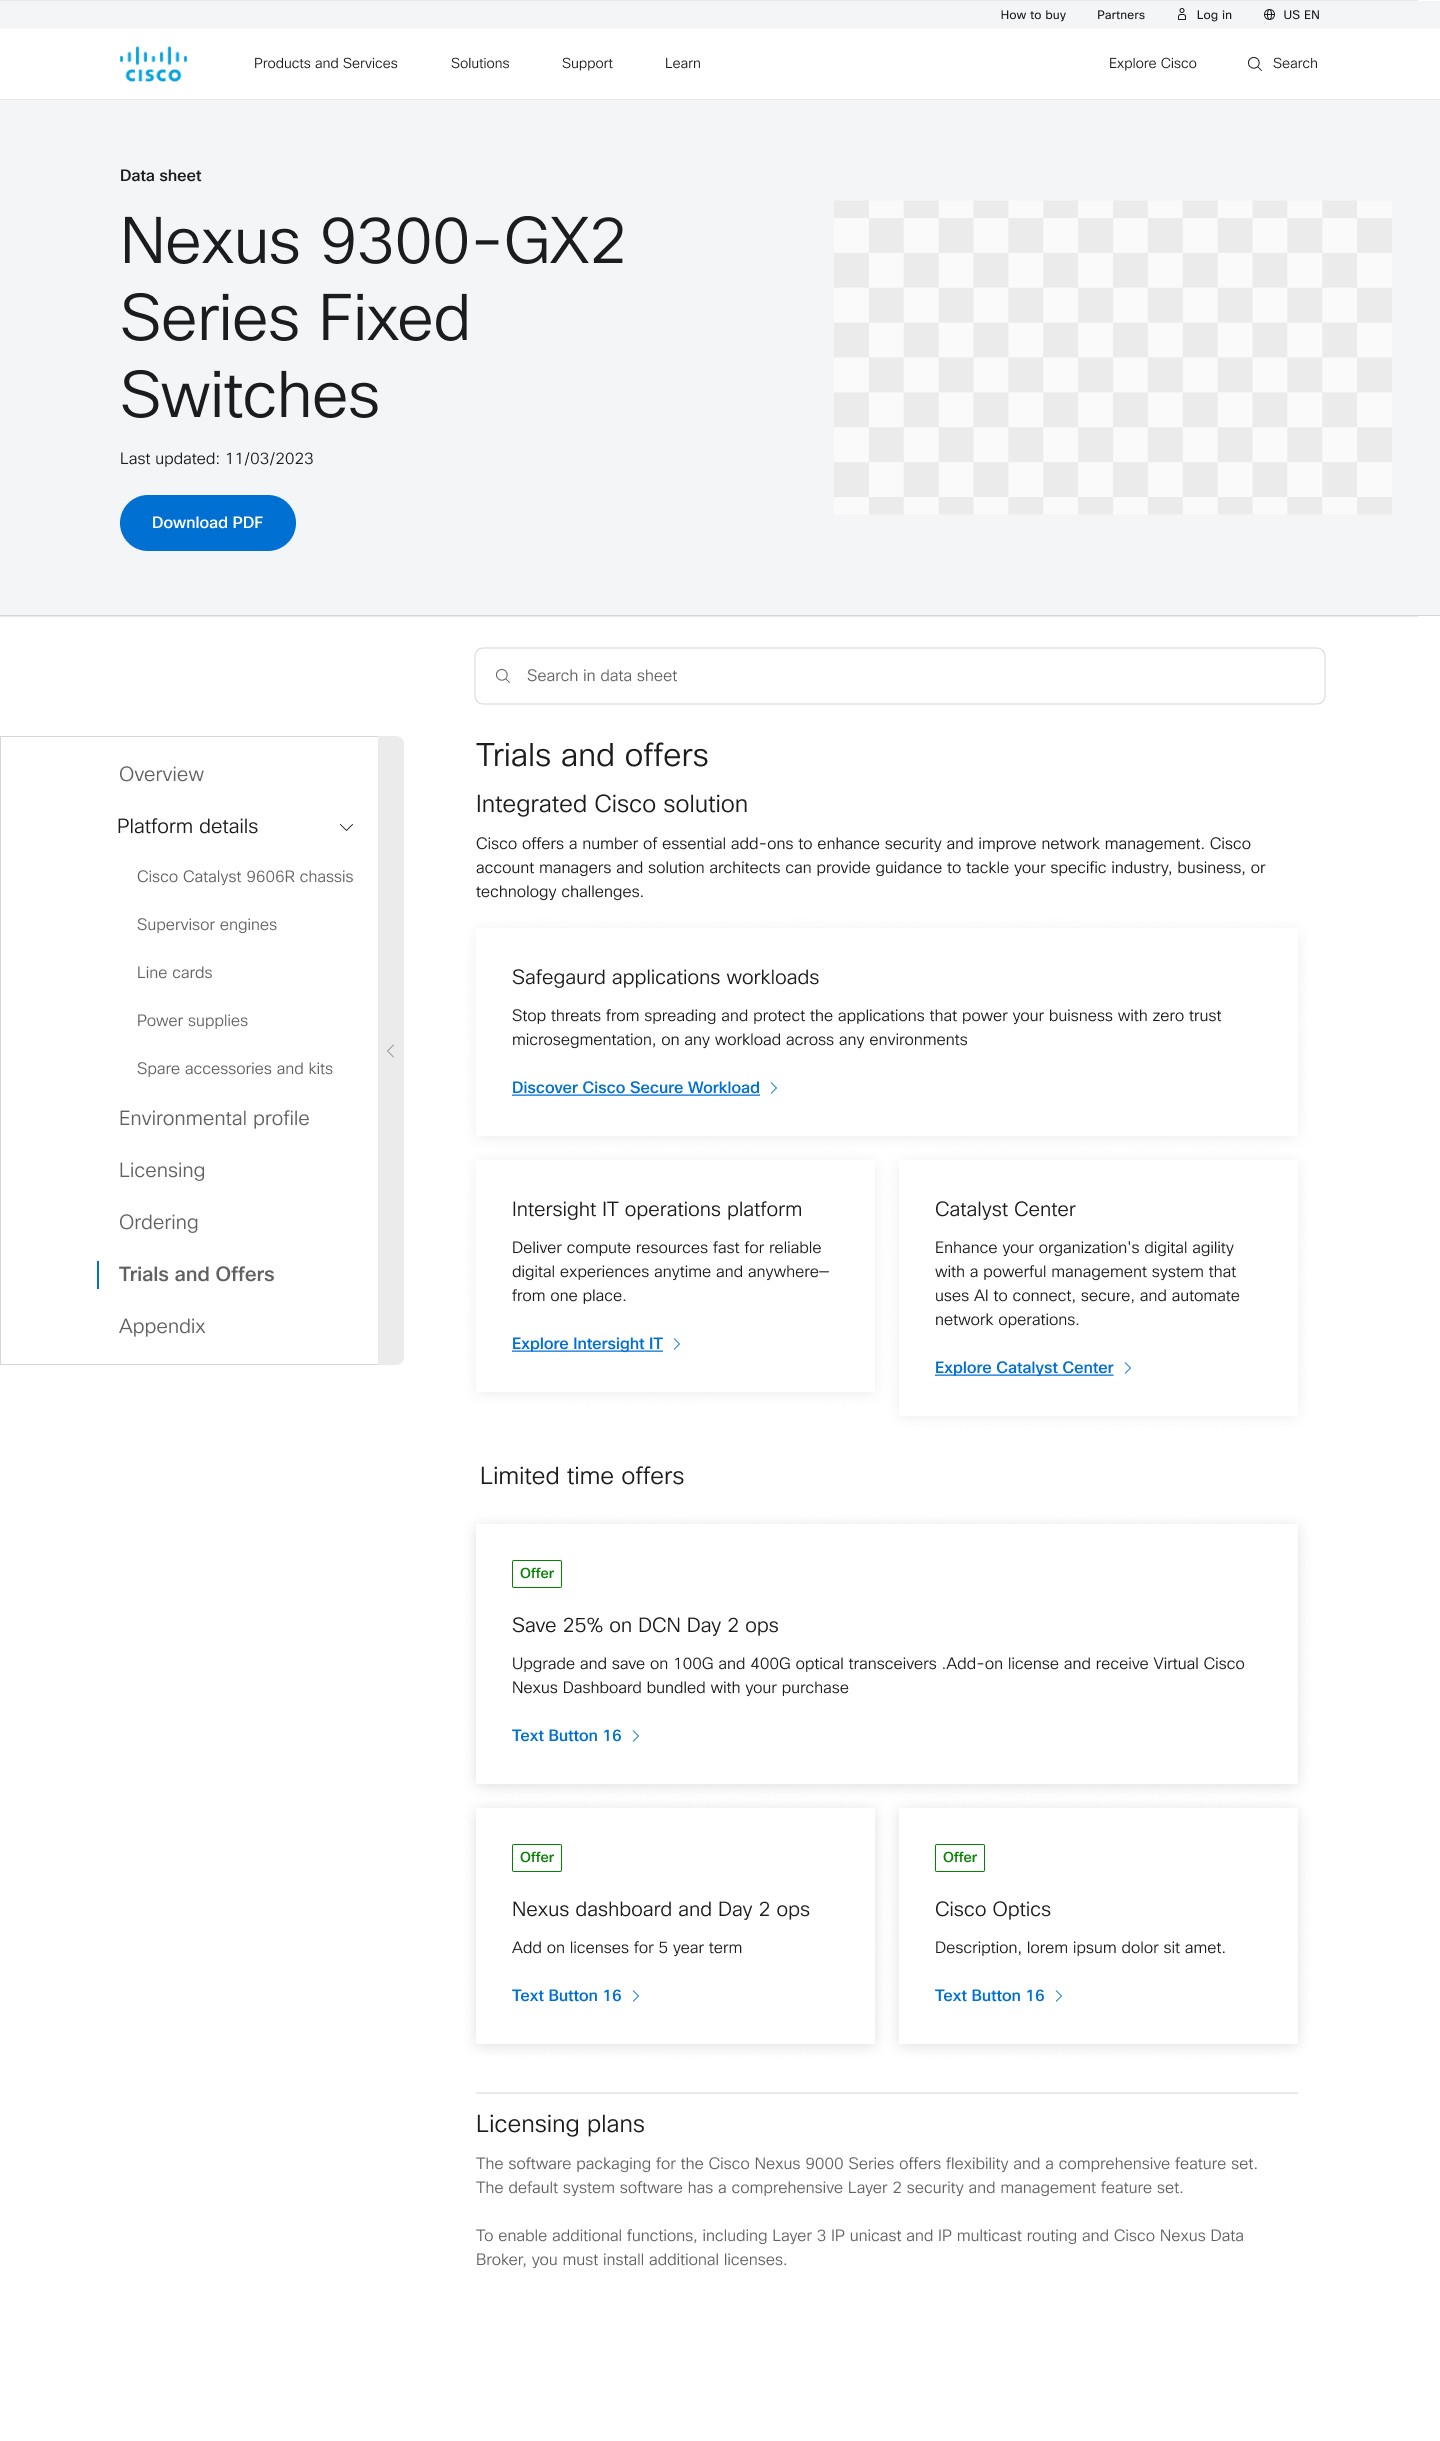 How to buy
Partners
Log in
US EN
CISCO
Products and Services
Solutions
Support
Learn
Explore Cisco
Search
Data sheet
Nexus 9300-GX2
Series Fixed
Switches
Last updated: 11/03/2023
Download PDF
Search in data sheet
Overview
Platform details
Cisco Catalyst 9606R chassis
Supervisor engines
Line cards
Power supplies
Spare accessories and kits
Environmental profile
Licensing
Ordering
Trials and Offers
Appendix
Trials and offers
Integrated Cisco solution
Cisco offers a number of essential add-ons to enhance security and improve network management. Cisco
account managers and solution architects can provide guidance to tackle your specific industry, business, or
technology challenges.
Safegaurd applications workloads
Stop threats from spreading and protect the applications that power your buisness with zero trust
microsegmentation, on any workload across any environments
Discover Cisco Secure Workload
Intersight IT operations platform
Deliver compute resources fast for reliable
digital experiences anytime and anywhere—
from one place.
Explore Intersight IT
Catalyst Center
Enhance your organization's digital agility
with a powerful management system that
uses AI to connect, secure, and automate
network operations.
Explore Catalyst Center
Limited time offers
Offer
Save 25% on DCN Day 2 ops
Upgrade and save on 100G and 400G optical transceivers .Add-on license and receive Virtual Cisco
Nexus Dashboard bundled with your purchase
Text Button 16
Offer
Nexus dashboard and Day 2 ops
Add on licenses for 5 year term
Text Button 16
Offer
Cisco Optics
Description, lorem ipsum dolor sit amet.
Text Button 16
Licensing plans
The software packaging for the Cisco Nexus 9000 Series offers flexibility and a comprehensive feature set.
The default system software has a comprehensive Layer 2 security and management feature set.
To enable additional functions, including Layer 3 IP unicast and IP multicast routing and Cisco Nexus Data
Broker, you must install additional licenses.